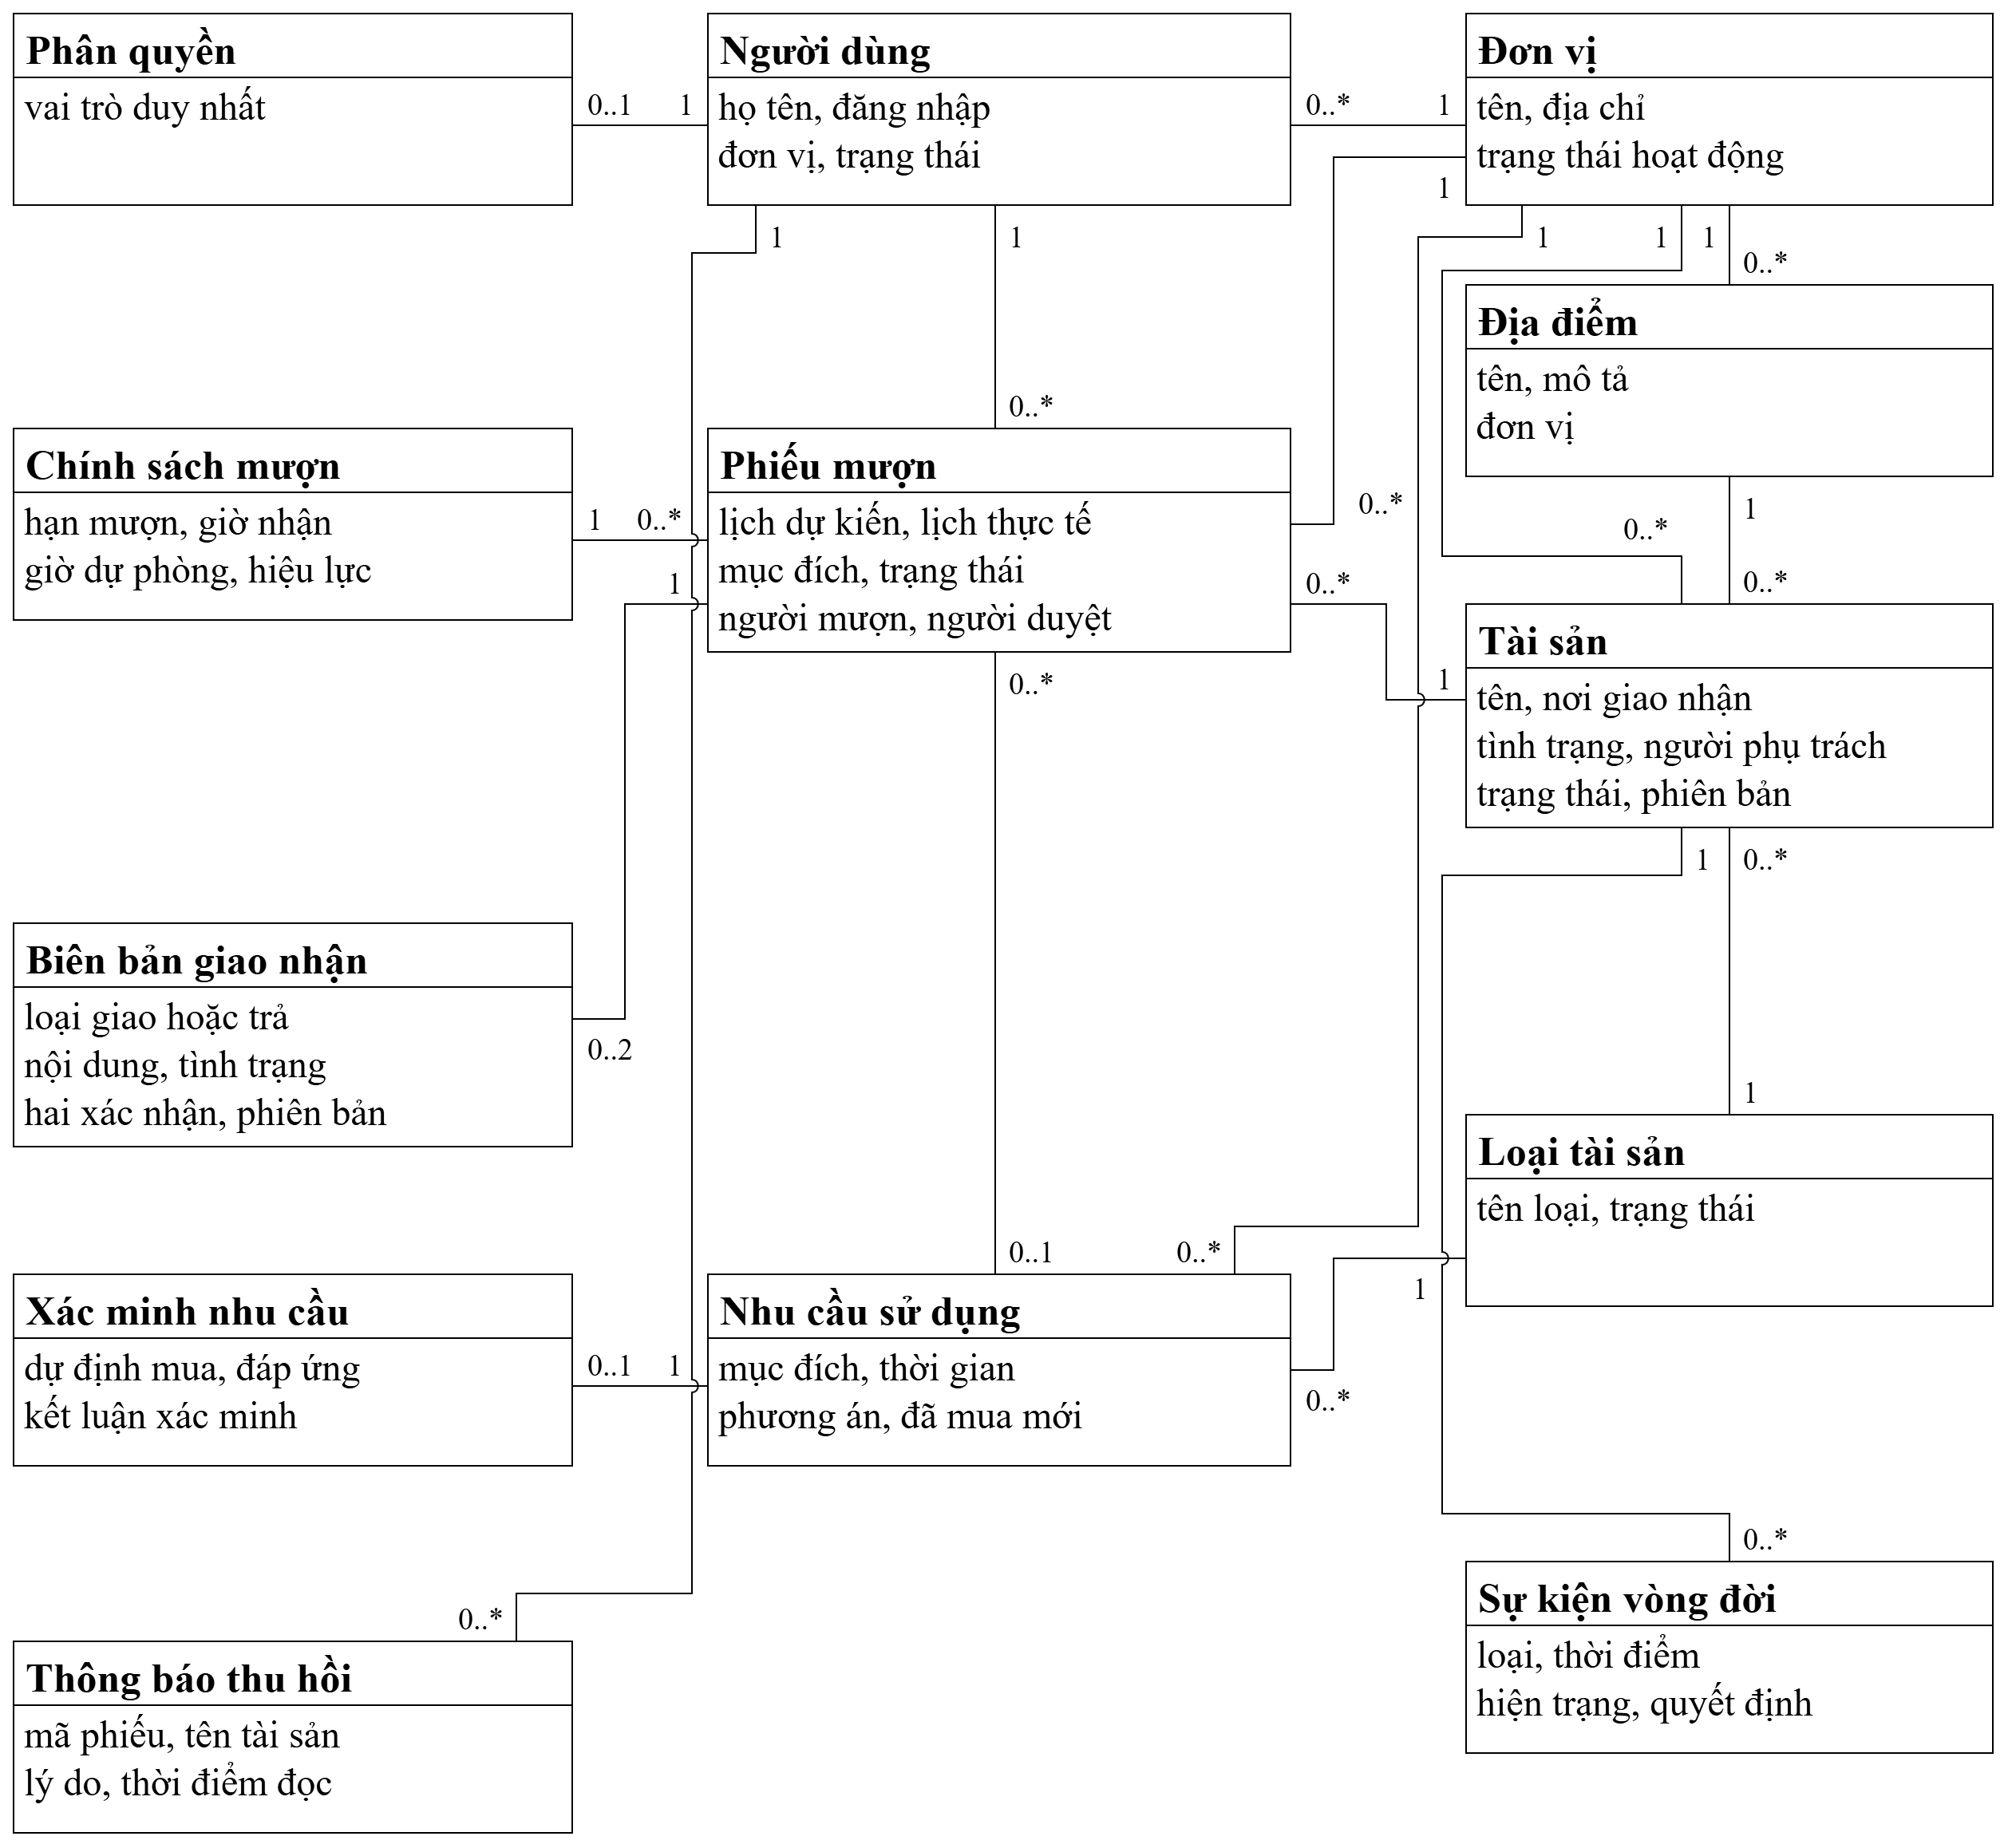 Phân quyền
vai trò duy nhất
0..1
1
Người dùng
họ tên, đăng nhập
đơn vị, trạng thái
0..*
1
Đơn vị
tên, địa chỉ
trạng thái hoạt động
1
1
1
1
1
1
0..*
Địa điểm
tên, mô tả
đơn vị
0..*
Chính sách mượn
hạn mượn, giờ nhận
giờ dự phòng, hiệu lực
1
0..*
Phiếu mượn
lịch dự kiến, lịch thực tế
mục đích, trạng thái
người mượn, người duyệt
0..*
1
0..*
1
0..*
0..*
1
Tài sản
tên, nơi giao nhận
tình trạng, người phụ trách
trạng thái, phiên bản
0..*
1
0..*
Biên bản giao nhận
loại giao hoặc trả
nội dung, tình trạng
hai xác nhận, phiên bản
0..2
1
Loại tài sản
tên loại, trạng thái
0..1
0..*
1
Xác minh nhu cầu
dự định mua, đáp ứng
kết luận xác minh
0..1
1
Nhu cầu sử dụng
mục đích, thời gian
phương án, đã mua mới
0..*
0..*
Sự kiện vòng đời
loại, thời điểm
hiện trạng, quyết định
0..*
Thông báo thu hồi
mã phiếu, tên tài sản
lý do, thời điểm đọc